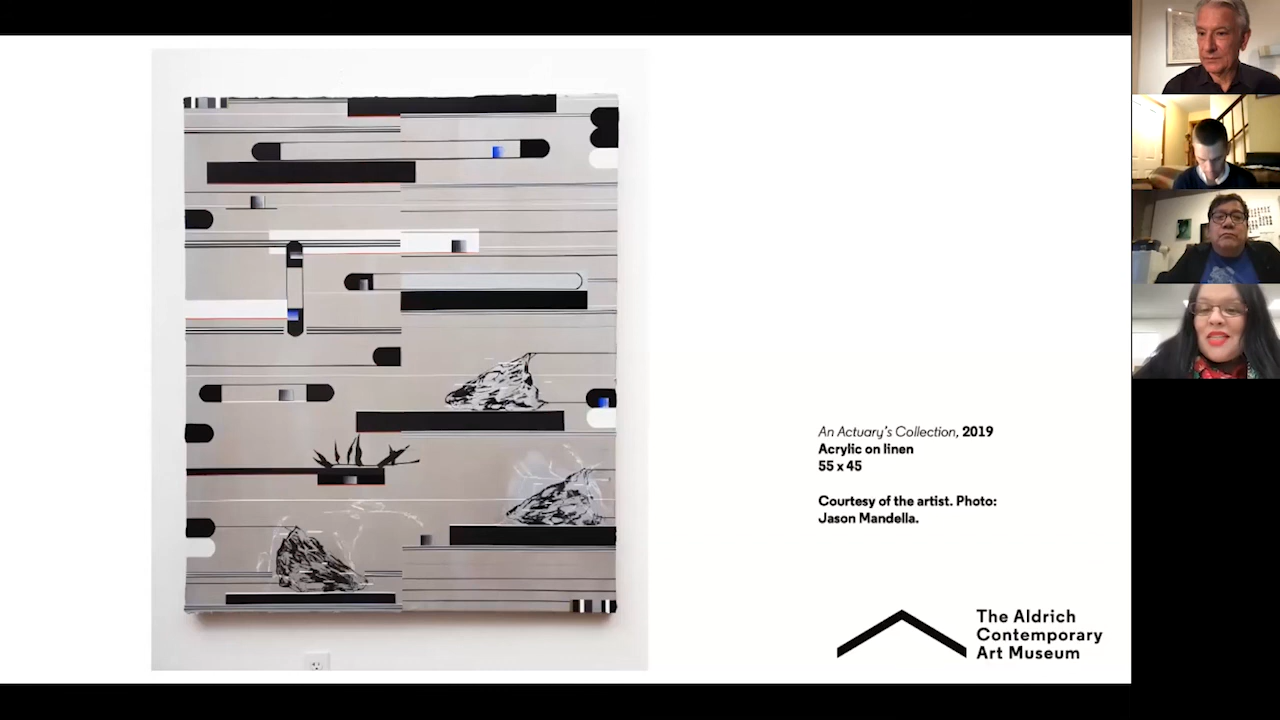 An Actuary's Collection, 2019
Acrylic on linen
55 x 45
Courtesy of the artist. Photo:
Jason Mandella.
The Aldrich
Contemporary
Art Museum